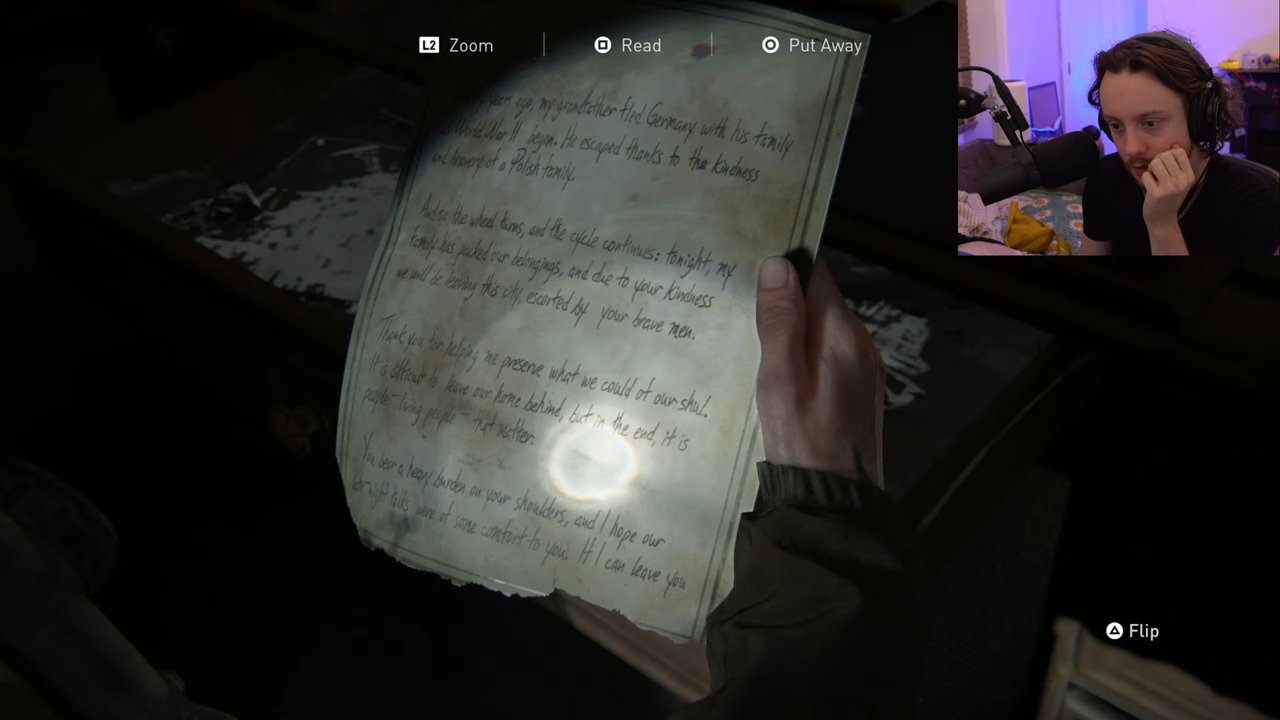 L2 Zoom
Read
Put Away
years ago, my grandfather fled Germany with his family
World War II began. He escaped thanks to the kindness
and bravery of a Polish family.
And so the wheel turns, and the cycle continues: tonight, my
family has packed our belongings, and due to your kindness
we will be leaving this city, escorted by your brave men.
Thank you for helping me preserve what we could of our shul.
It is difficult to leave our home behind, but in the end, it is
people - living people - that matter.
You bear a heavy burden on your shoulders, and I hope our
late night talks were of some comfort to you. If I can leave you
Flip